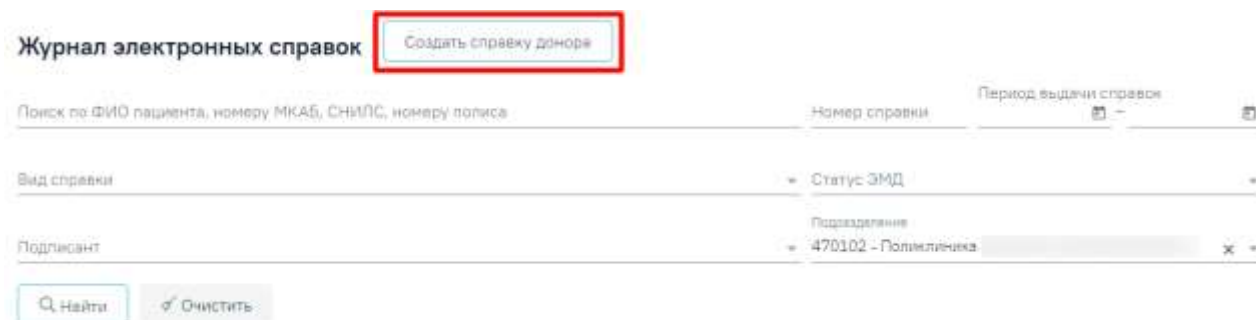 Журнал электронных справок
Создать справку донора
Поиск по ФИО пациента, номеру МКАБ, СНИЛС, номеру полиса
Номер справки
Период выдачи справок
–
Вид справки
Статус ЭМД
Подразделение
Подписант
470102 - Поликлиника
Найти
Очистить